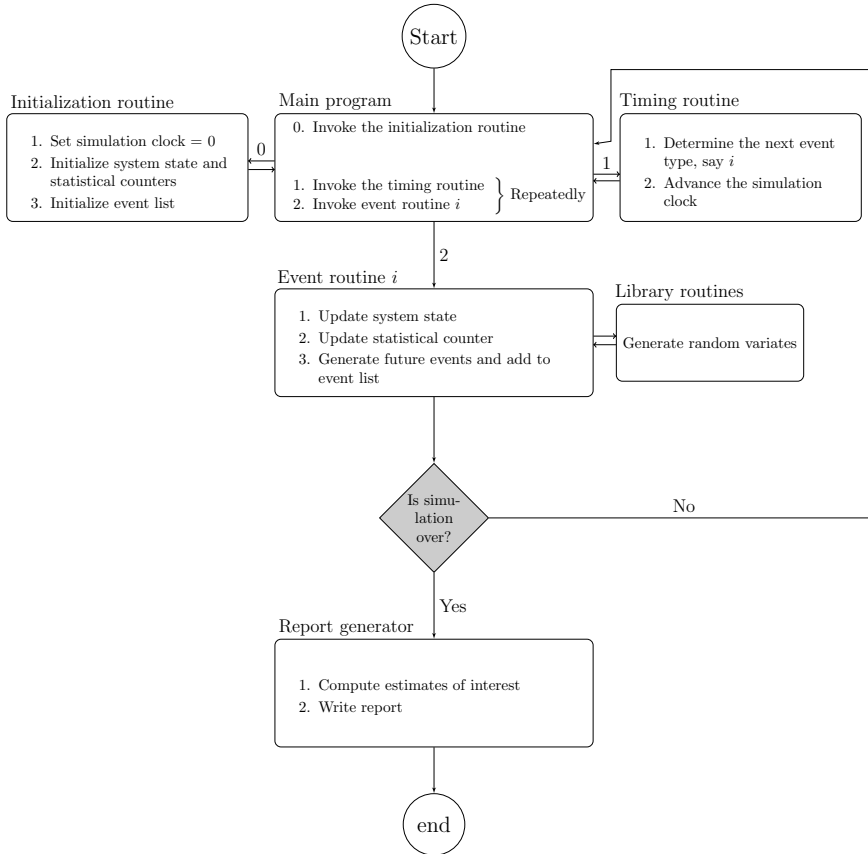 Start
Initialization routine
1. Set simulation clock = 0
2. Initialize system state and
statistical counters
3. Initialize event list
0
Main program
0. Invoke the initialization routine
1. Invoke the timing routine
2. Invoke event routine i
} Repeatedly
1
Timing routine
1. Determine the next event
type, say i
2. Advance the simulation
clock
2
Event routine i
1. Update system state
2. Update statistical counter
3. Generate future events and add to
event list
Library routines
Generate random variates
Is simu-
lation
over?
No
Yes
Report generator
1. Compute estimates of interest
2. Write report
end